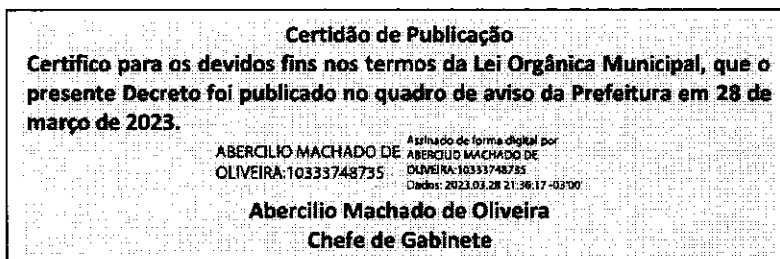 Certidão de Publicação
Certifico para os devidos fins nos termos da Lei Orgânica Municipal, que o
presente Decreto foi publicado no quadro de aviso da Prefeitura em 28 de
março de 2023.
ABERCILIO MACHADO DE
OLIVEIRA:10333748735
Assinado de forma digital por
ABERCILIO MACHADO DE
OLIVEIRA:10333748735
Dados: 2023.03.28 21:36:17 -03'00'
Abercilio Machado de Oliveira
Chefe de Gabinete